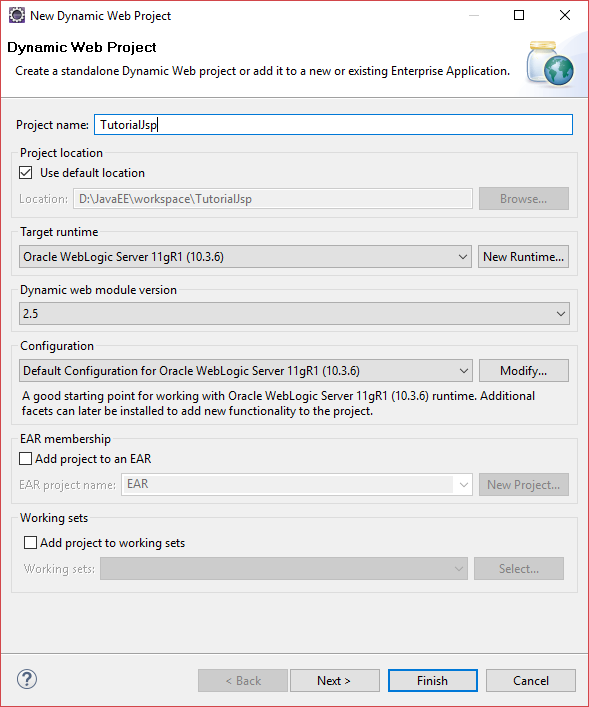 New Dynamic Web Project
Dynamic Web Project
Create a standalone Dynamic Web project or add it to a new or existing Enterprise Application.
Project name: TutorialJsp
Project location
Use default location
Location: D:\JavaEE\workspace\TutorialJsp Browse...
Target runtime
Oracle WebLogic Server 11gR1 (10.3.6) New Runtime...
Dynamic web module version
2.5
Configuration
Default Configuration for Oracle WebLogic Server 11gR1 (10.3.6) Modify...
A good starting point for working with Oracle WebLogic Server 11gR1 (10.3.6) runtime. Additional
facets can later be installed to add new functionality to the project.
EAR membership
Add project to an EAR
EAR project name: EAR New Project...
Working sets
Add project to working sets
Working sets: Select...
? < Back Next > Finish Cancel